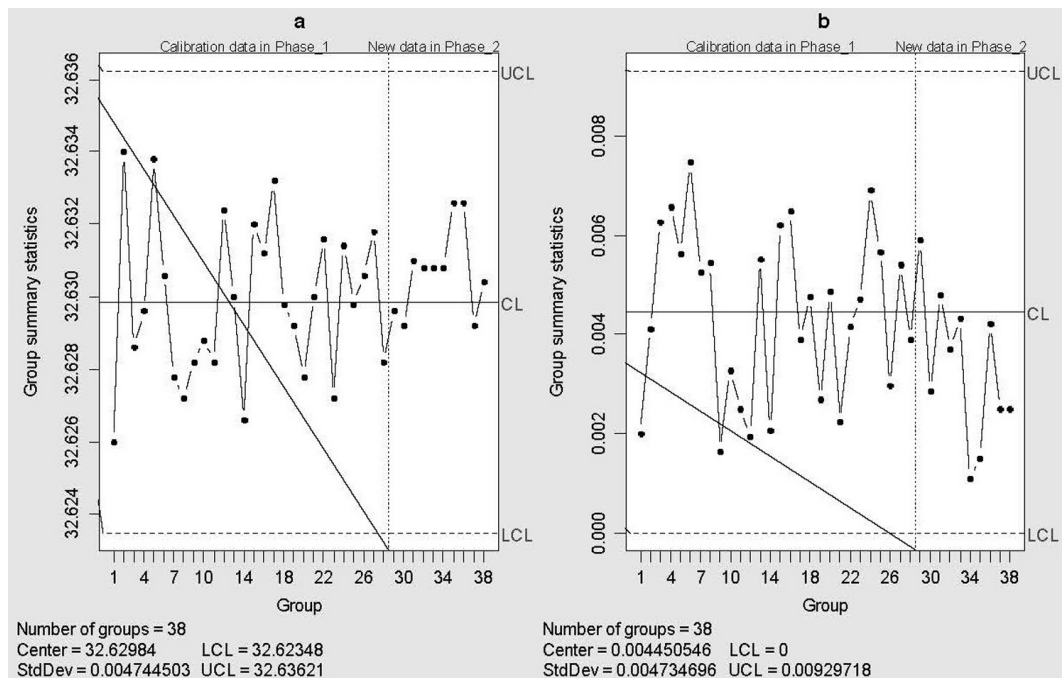 a
Calibration data in Phase_1 New data in Phase_2
32.636
32.634
32.632
32.630
32.628
32.626
32.624
Group summary statistics
UCL
CL
LCL
1 4 7 10 14 18 22 26 30 34 38
Group
Number of groups = 38
Center = 32.62984 LCL = 32.62348
StdDev = 0.004744503 UCL = 32.63621
b
Calibration data in Phase_1 New data in Phase_2
0.008
0.006
0.004
0.002
0.000
Group summary statistics
UCL
CL
LCL
1 4 7 10 14 18 22 26 30 34 38
Group
Number of groups = 38
Center = 0.004450546 LCL = 0
StdDev = 0.004734696 UCL = 0.00929718